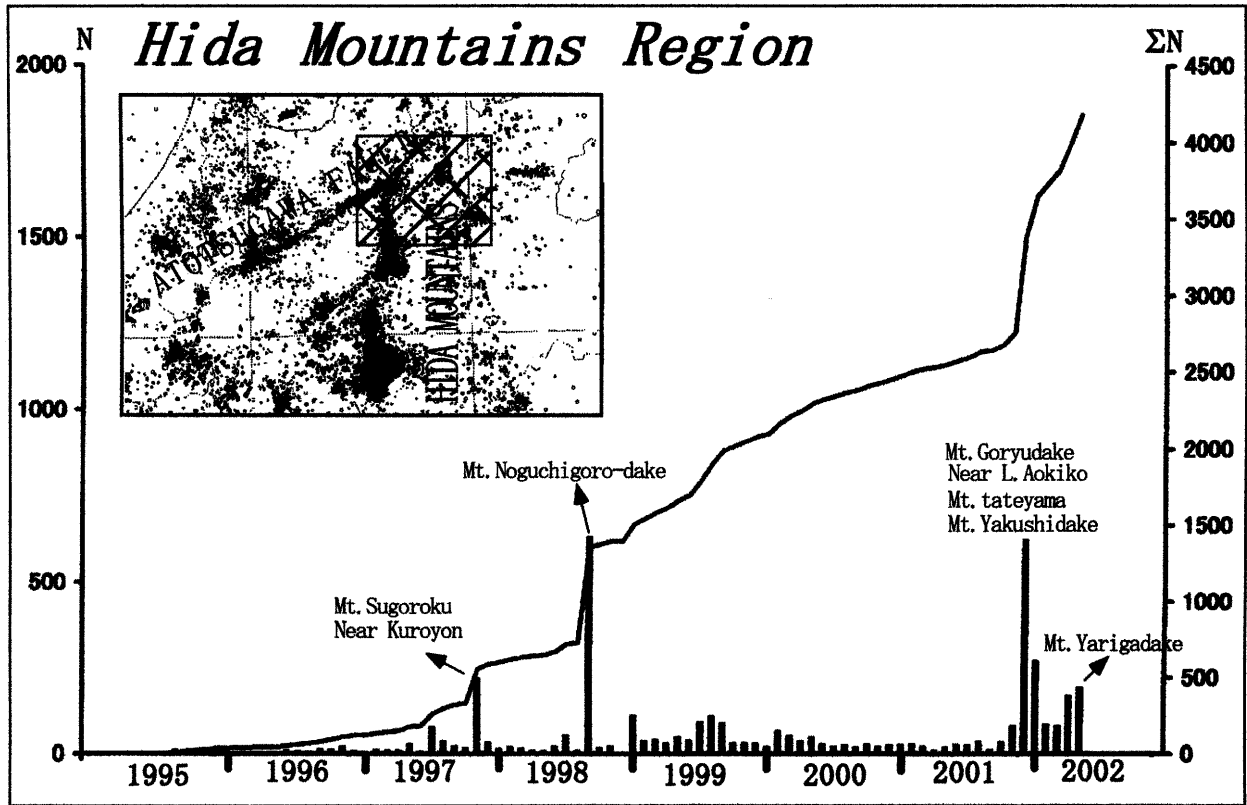 Hida Mountains Region
N
ΣN
2000
1500
1000
500
0
4500
4000
3500
3000
2500
2000
1500
1000
500
0
ATOTSUGAWA FAULT
HIDA MOUNTAINS
Mt.Sugoroku
Near Kuroyon
Mt.Noguchigoro-dake
Mt.Goryudake
Near L.Aokiko
Mt.tateyama
Mt.Yakushidake
Mt.Yarigadake
1995 1996 1997 1998 1999 2000 2001 2002